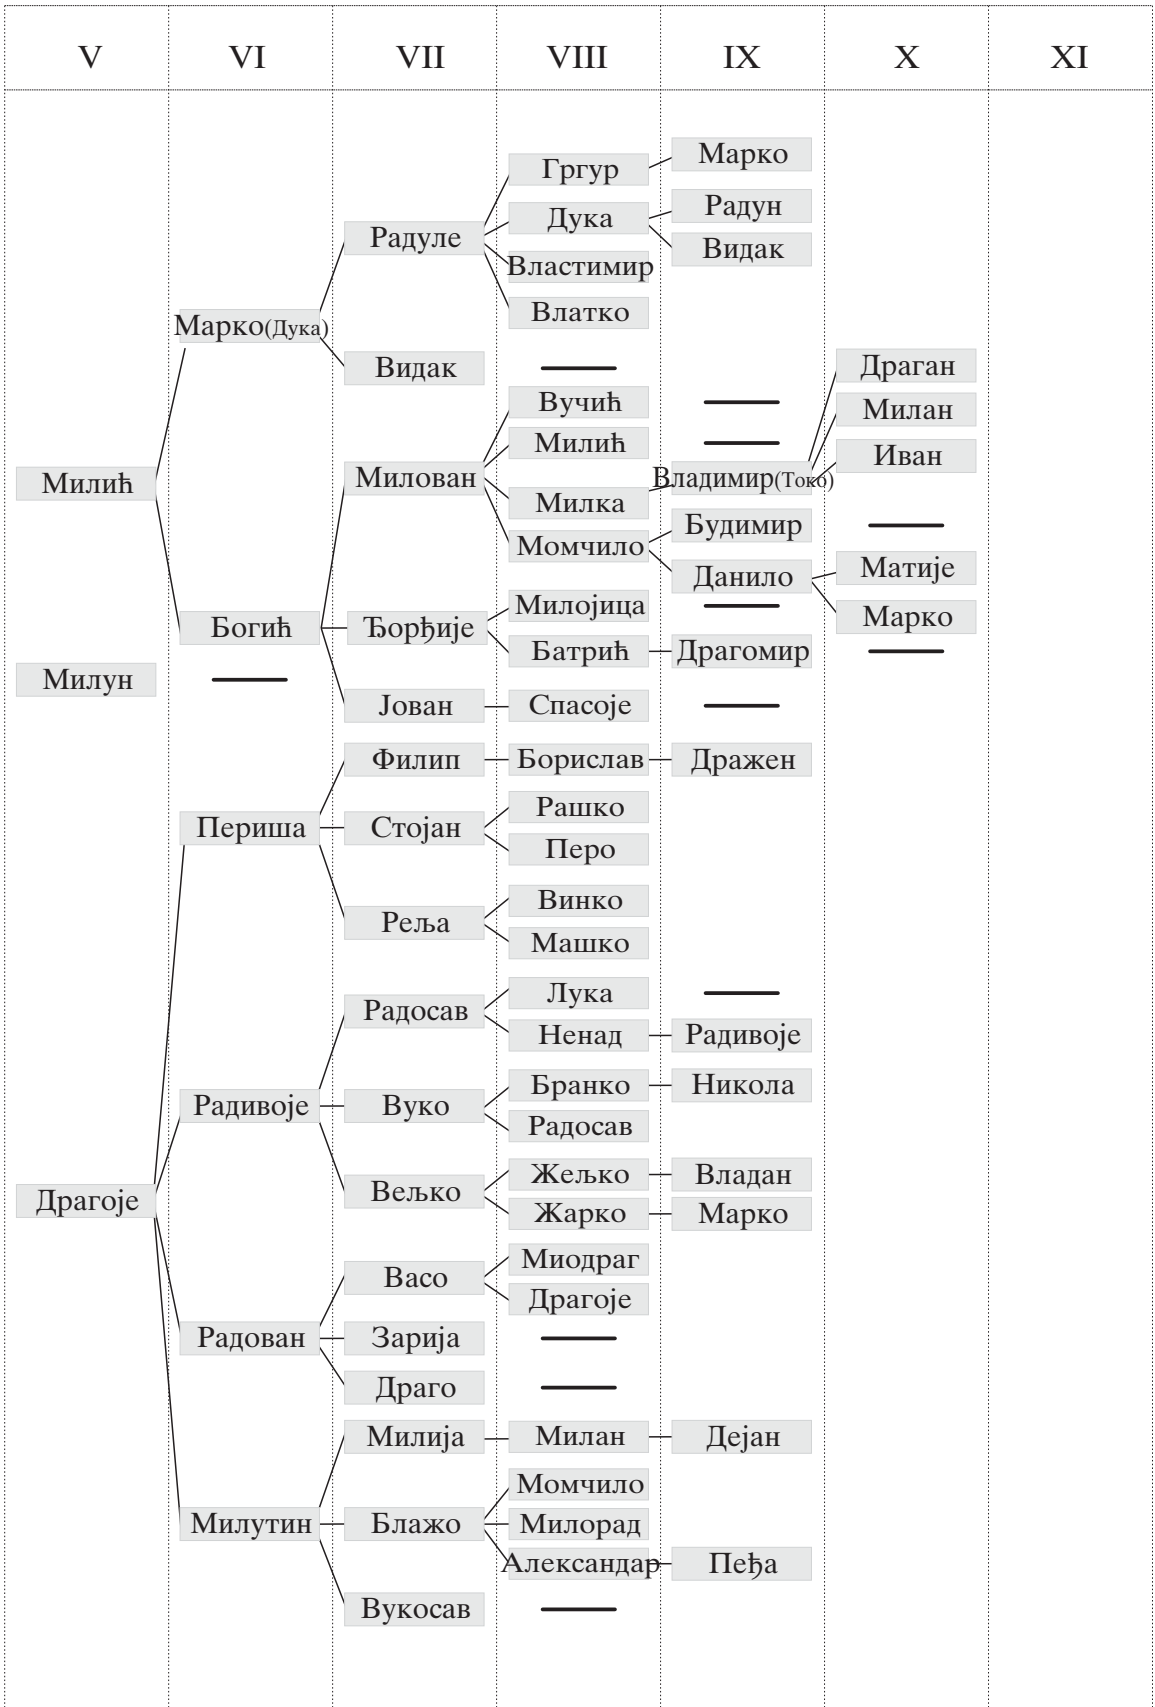 V VI VII VIII IX X XI
Марко
Гргур
Радун
Дука
Радуле
Видак
Властимир
Влатко
Марко(Дука)
Драган
Видак
Вучић
Милан
Милић
Иван
Милован
Владимир(Токо)
Милић
Милка
Будимир
Момчило
Матије
Данило
Милојица
Марко
Богић
Ђорђије
Батрић
Драгомир
Милун
Јован
Спасоје
Филип
Борислав
Дражен
Рашко
Периша
Стојан
Перо
Винко
Реља
Машко
Лука
Радосав
Ненад
Радивоје
Бранко
Никола
Радивоје
Вуко
Радосав
Жељко
Владан
Вељко
Драгоје
Жарко
Марко
Миодраг
Васо
Драгоје
Радован
Зарија
Драго
Милија
Милан
Дејан
Момчило
Милутин
Блажо
Милорад
Александар
Пеђа
Вукосав